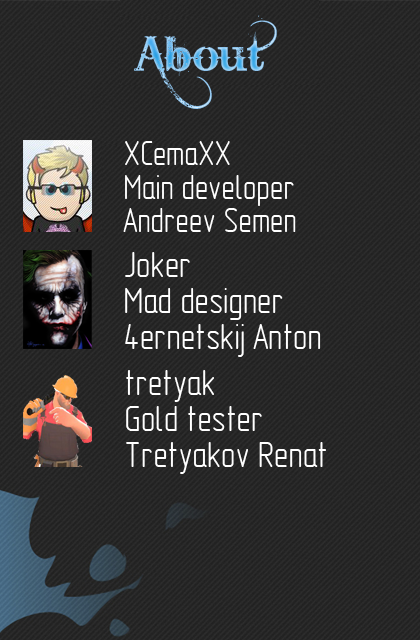 About
XCemaXX
Main developer
Andreev Semen
Joker
Mad designer
4ernetskij Anton
tretyak
Gold tester
Tretyakov Renat